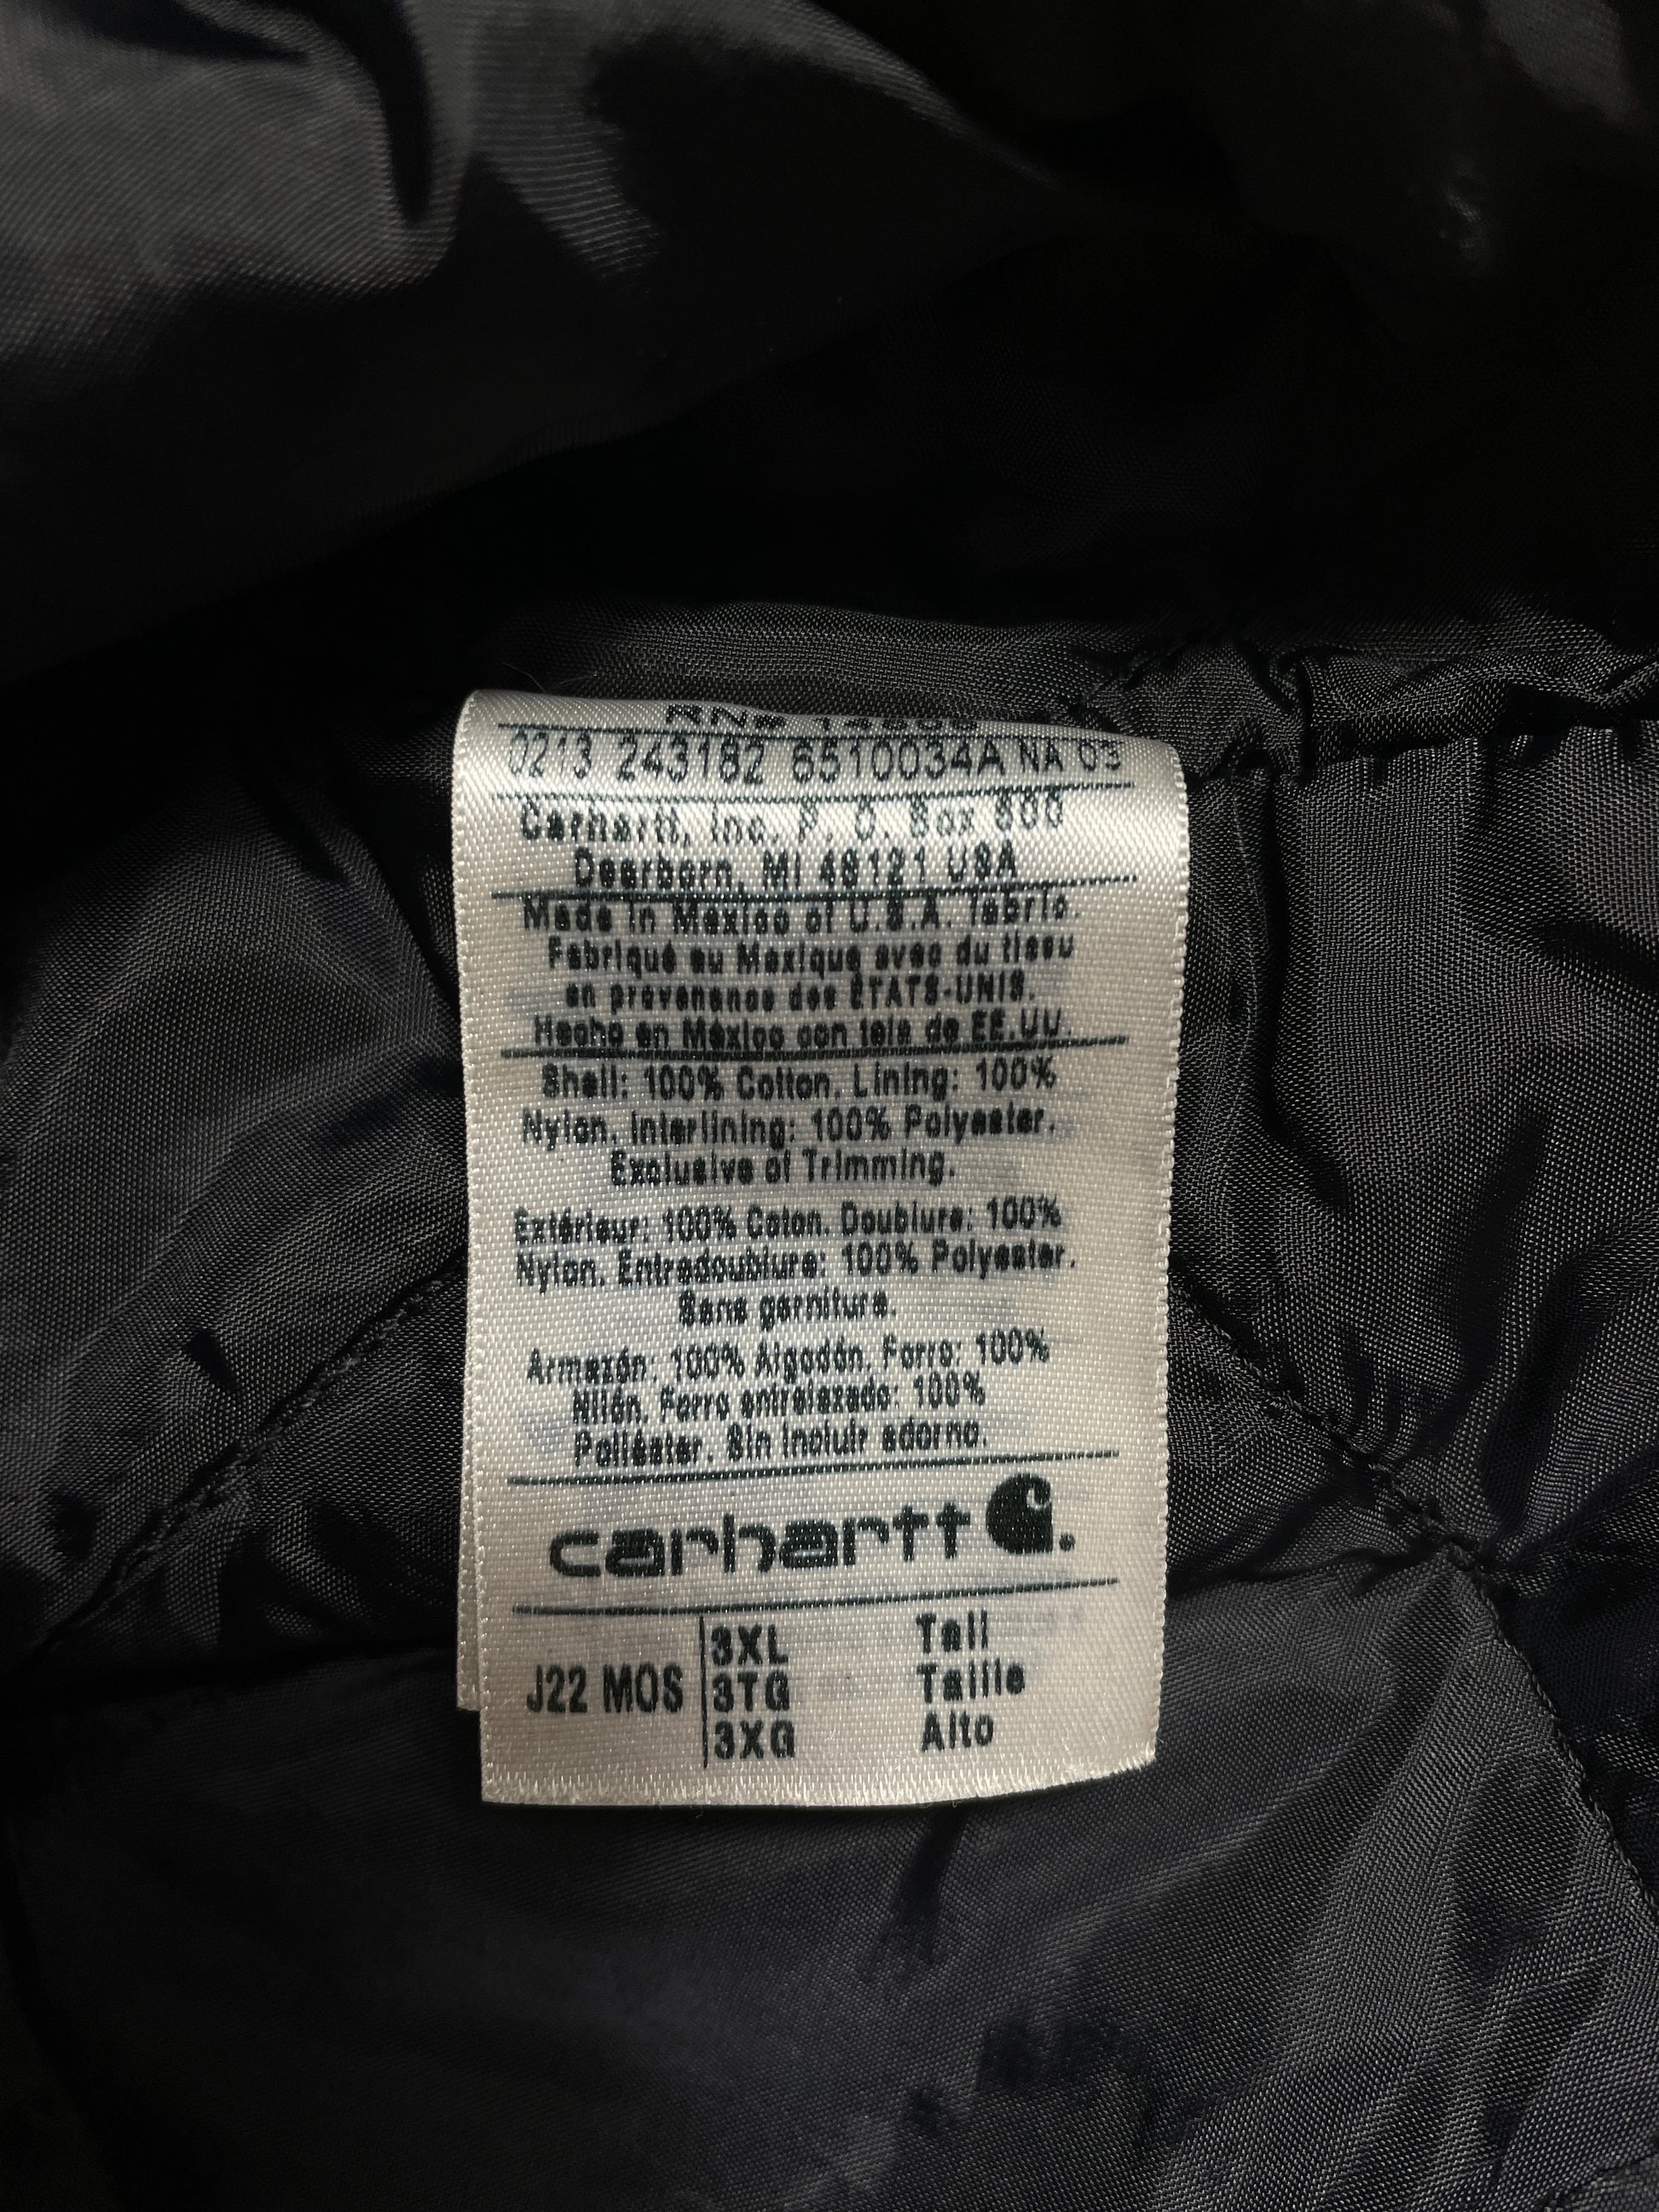 RN# 14806
0213 243182 6510034A NA 03
Carhartt, Inc. P. O. Box 600
Dearborn, MI 48121 USA
Made in Mexico of U.S.A. fabric.
Fabriqué au Mexique avec du tissu
en provenance des ÉTATS-UNIS.
Hecho en México con tela de EE.UU.
Shell: 100% Cotton. Lining: 100%
Nylon. Interlining: 100% Polyester.
Exclusive of Trimming.
Extérieur: 100% Coton. Doublure: 100%
Nylon. Entredoublure: 100% Polyester.
Sans garniture.
Armazón: 100% Algodón. Forro: 100%
Nilón. Forro entrelazado: 100%
Poliéster. Sin incluir adorno.
carhartt
J22 MOS 3XL Tall
3TG Taille
3XG Alto